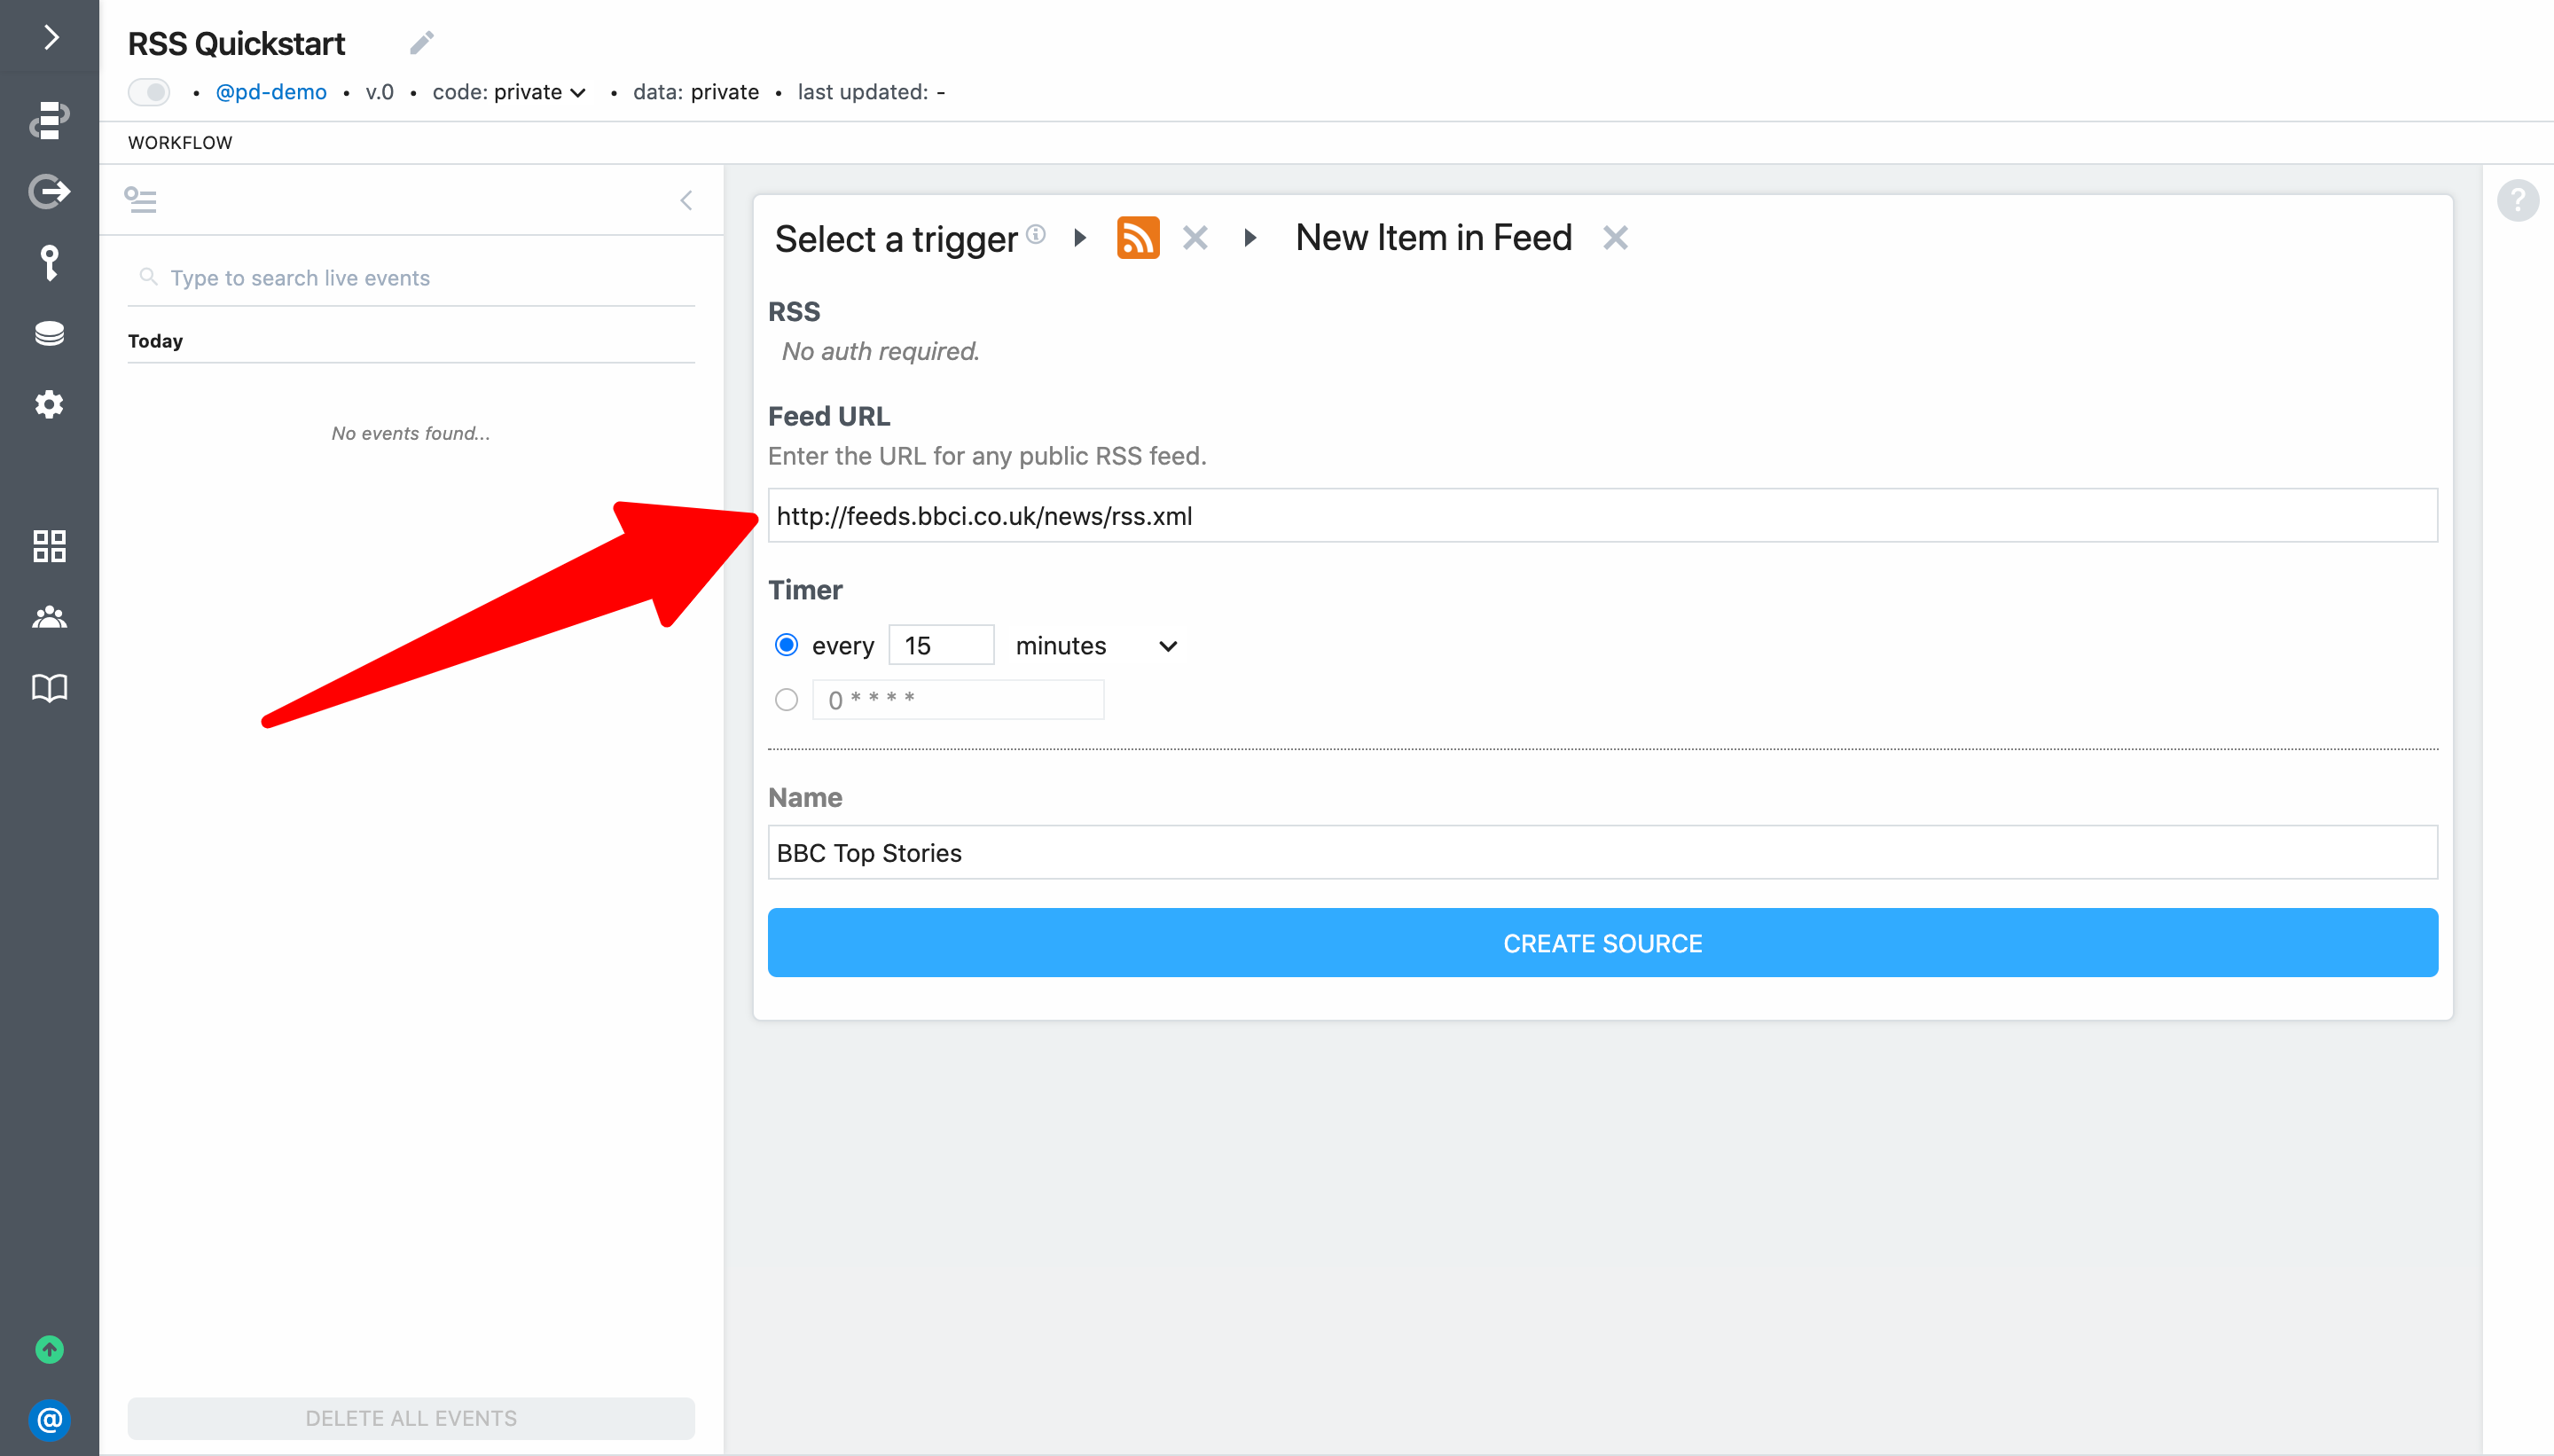 RSS Quickstart
• @pd-demo • v.0 • code: private • data: private • last updated: -
WORKFLOW
Type to search live events
Today
No events found...
Select a trigger
New Item in Feed
RSS
No auth required.
Feed URL
Enter the URL for any public RSS feed.
http://feeds.bbci.co.uk/news/rss.xml
Timer
every 15 minutes
0 * * * *
Name
BBC Top Stories
CREATE SOURCE
DELETE ALL EVENTS